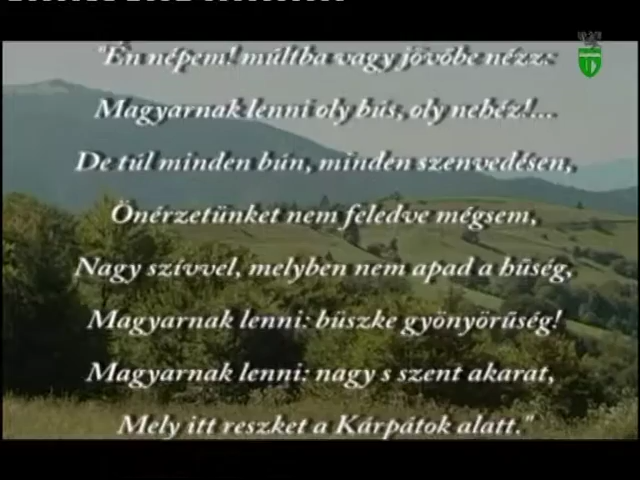 "Én népem! múltba vagy jövőbe nézz:
Magyarnak lenni oly bús, oly nehéz!...
De túl minden bún, minden szenvedésen,
Önérzetünket nem feledve mégsem,
Nagy szívvel, melyben nem apad a hűség,
Magyarnak lenni: büszke gyönyörűség!
Magyarnak lenni: nagy s szent akarat,
Mely itt reszket a Kárpátok alatt."